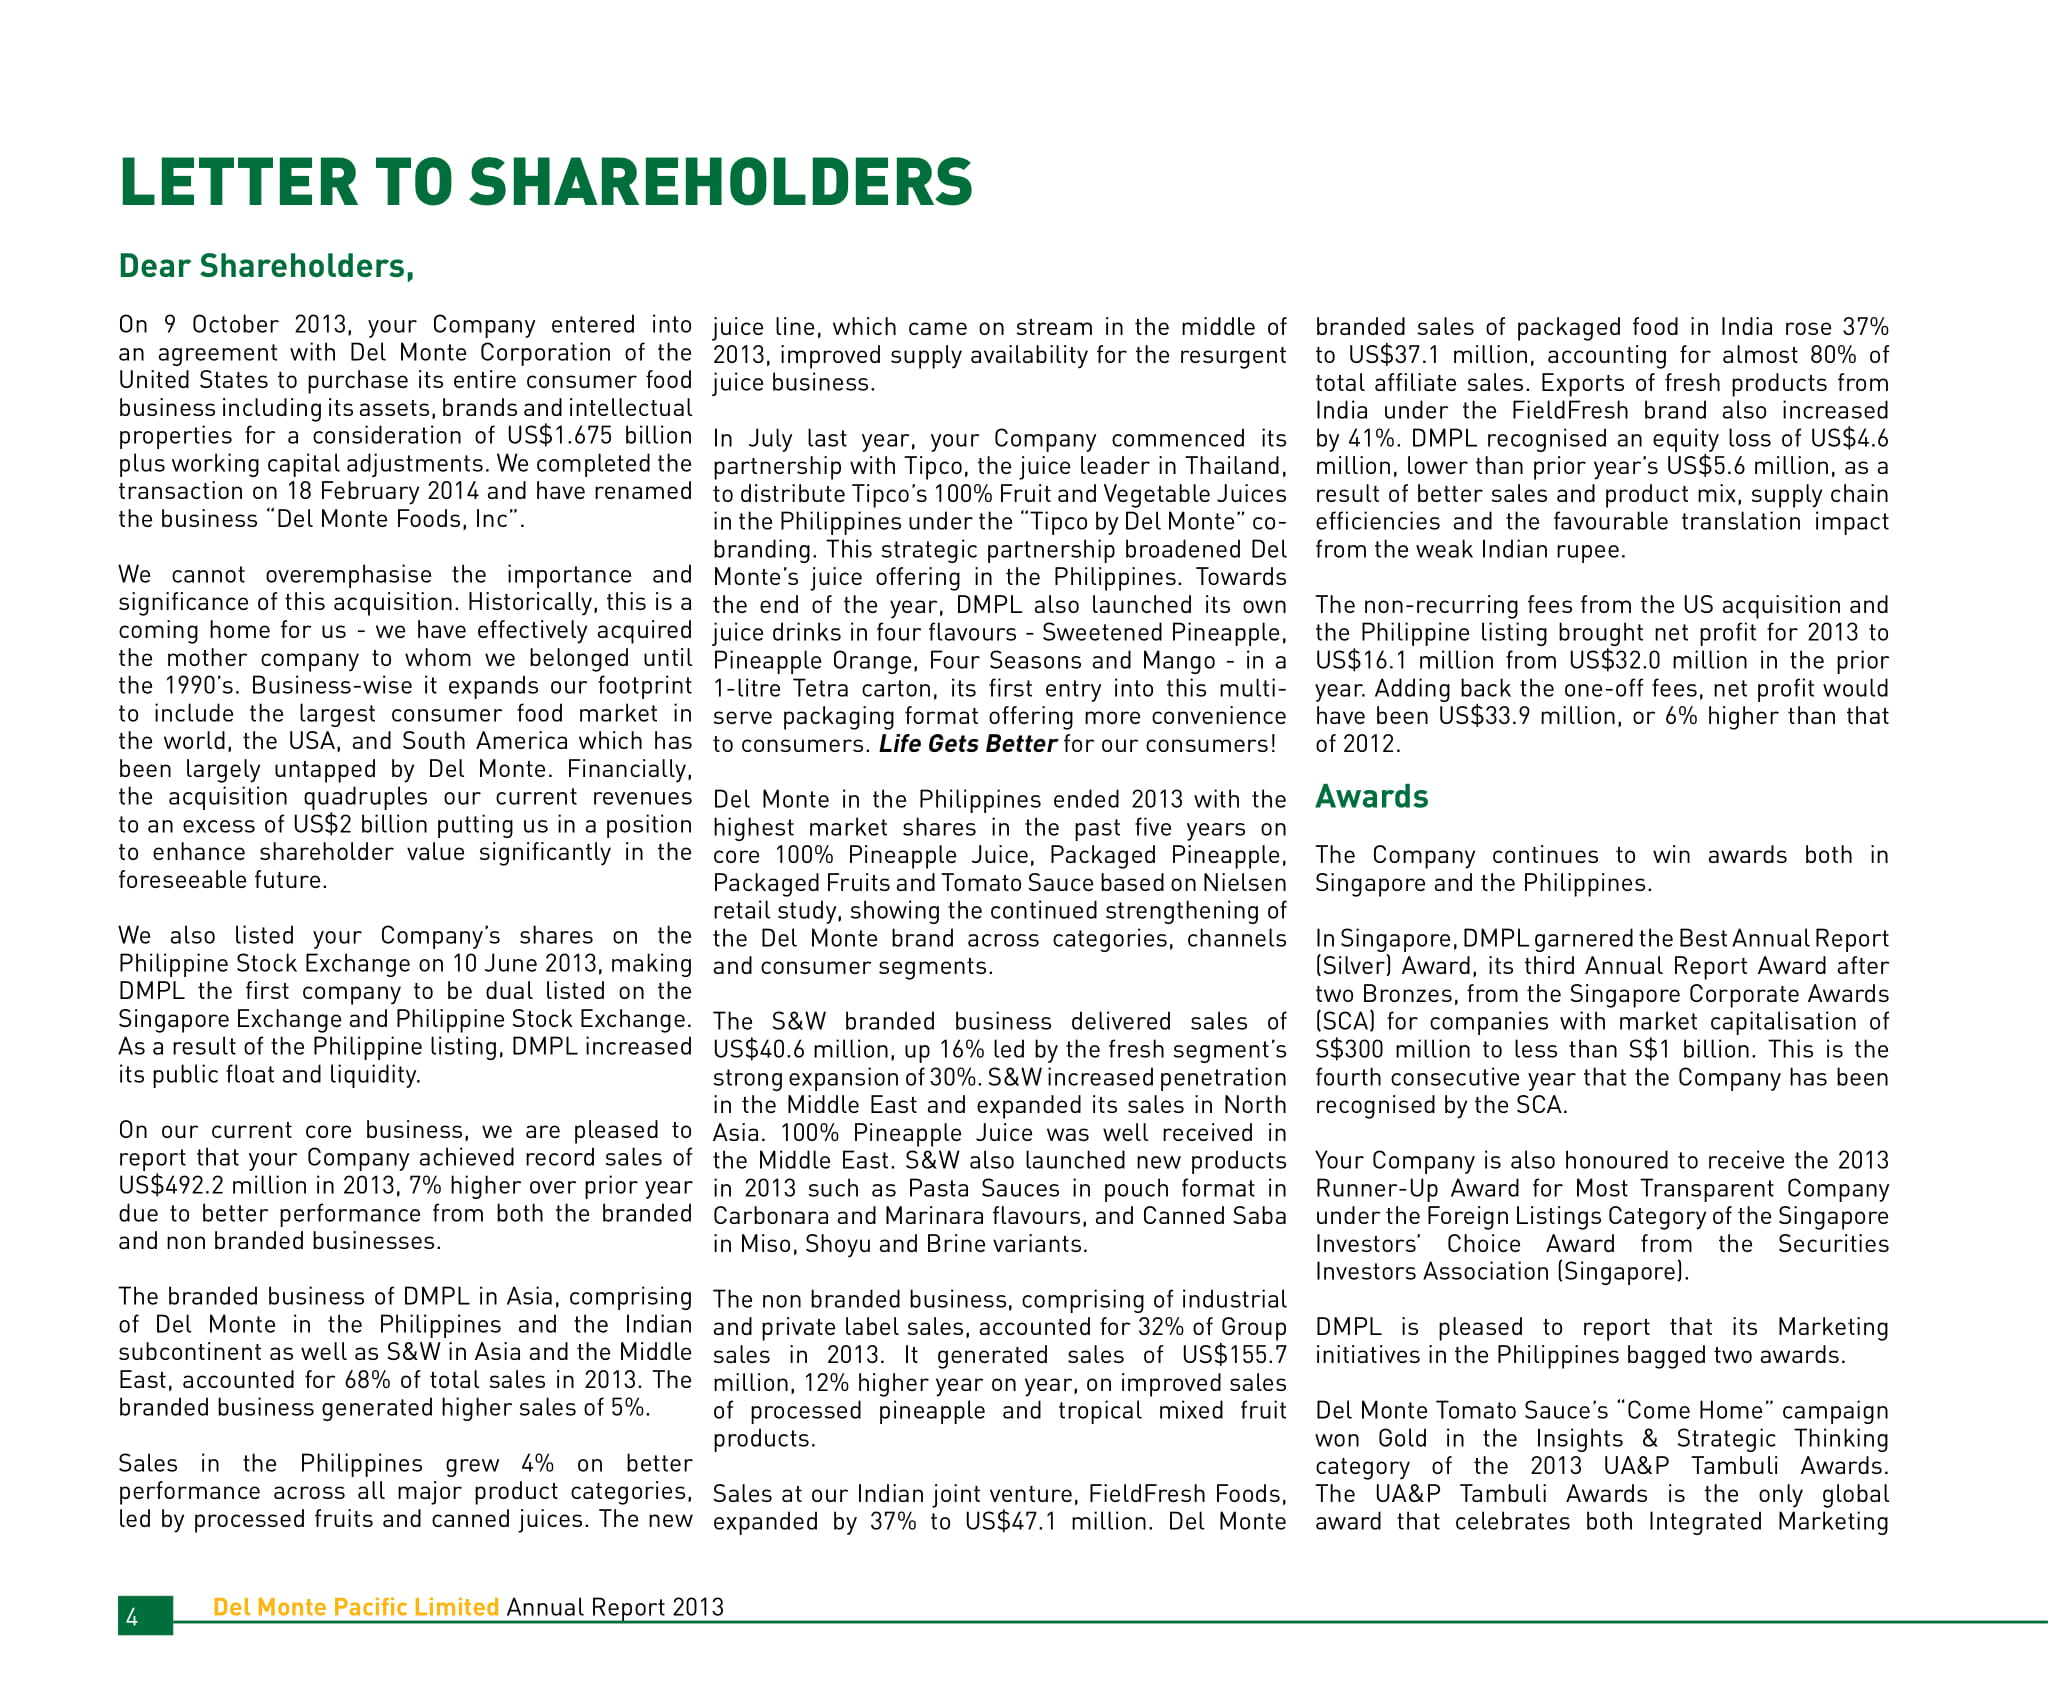 LETTER TO SHAREHOLDERS
Dear Shareholders,
On 9 October 2013, your Company entered into
an agreement with Del Monte Corporation of the
United States to purchase its entire consumer food
business including its assets, brands and intellectual
properties for a consideration of US$1.675 billion
plus working capital adjustments. We completed the
transaction on 18 February 2014 and have renamed
the business “Del Monte Foods, Inc”.
We cannot overemphasise the importance and
significance of this acquisition. Historically, this is a
coming home for us - we have effectively acquired
the mother company to whom we belonged until
the 1990’s. Business-wise it expands our footprint
to include the largest consumer food market in
the world, the USA, and South America which has
been largely untapped by Del Monte. Financially,
the acquisition quadruples our current revenues
to an excess of US$2 billion putting us in a position
to enhance shareholder value significantly in the
foreseeable future.
We also listed your Company’s shares on the
Philippine Stock Exchange on 10 June 2013, making
DMPL the first company to be dual listed on the
Singapore Exchange and Philippine Stock Exchange.
As a result of the Philippine listing, DMPL increased
its public float and liquidity.
On our current core business, we are pleased to
report that your Company achieved record sales of
US$492.2 million in 2013, 7% higher over prior year
due to better performance from both the branded
and non branded businesses.
The branded business of DMPL in Asia, comprising
of Del Monte in the Philippines and the Indian
subcontinent as well as S&W in Asia and the Middle
East, accounted for 68% of total sales in 2013. The
branded business generated higher sales of 5%.
Sales in the Philippines grew 4% on better
performance across all major product categories,
led by processed fruits and canned juices. The new
juice line, which came on stream in the middle of
2013, improved supply availability for the resurgent
juice business.
In July last year, your Company commenced its
partnership with Tipco, the juice leader in Thailand,
to distribute Tipco’s 100% Fruit and Vegetable Juices
in the Philippines under the “Tipco by Del Monte” co-
branding. This strategic partnership broadened Del
Monte’s juice offering in the Philippines. Towards
the end of the year, DMPL also launched its own
juice drinks in four flavours - Sweetened Pineapple,
Pineapple Orange, Four Seasons and Mango - in a
1-litre Tetra carton, its first entry into this multi-
serve packaging format offering more convenience
to consumers. Life Gets Better for our consumers!
Del Monte in the Philippines ended 2013 with the
highest market shares in the past five years on
core 100% Pineapple Juice, Packaged Pineapple,
Packaged Fruits and Tomato Sauce based on Nielsen
retail study, showing the continued strengthening of
the Del Monte brand across categories, channels
and consumer segments.
The S&W branded business delivered sales of
US$40.6 million, up 16% led by the fresh segment’s
strong expansion of 30%. S&W increased penetration
in the Middle East and expanded its sales in North
Asia. 100% Pineapple Juice was well received in
the Middle East. S&W also launched new products
in 2013 such as Pasta Sauces in pouch format in
Carbonara and Marinara flavours, and Canned Saba
in Miso, Shoyu and Brine variants.
The non branded business, comprising of industrial
and private label sales, accounted for 32% of Group
sales in 2013. It generated sales of US$155.7
million, 12% higher year on year, on improved sales
of processed pineapple and tropical mixed fruit
products.
Sales at our Indian joint venture, FieldFresh Foods,
expanded by 37% to US$47.1 million. Del Monte
branded sales of packaged food in India rose 37%
to US$37.1 million, accounting for almost 80% of
total affiliate sales. Exports of fresh products from
India under the FieldFresh brand also increased
by 41%. DMPL recognised an equity loss of US$4.6
million, lower than prior year’s US$5.6 million, as a
result of better sales and product mix, supply chain
efficiencies and the favourable translation impact
from the weak Indian rupee.
The non-recurring fees from the US acquisition and
the Philippine listing brought net profit for 2013 to
US$16.1 million from US$32.0 million in the prior
year. Adding back the one-off fees, net profit would
have been US$33.9 million, or 6% higher than that
of 2012.
Awards
The Company continues to win awards both in
Singapore and the Philippines.
In Singapore, DMPL garnered the Best Annual Report
(Silver) Award, its third Annual Report Award after
two Bronzes, from the Singapore Corporate Awards
(SCA) for companies with market capitalisation of
S$300 million to less than S$1 billion. This is the
fourth consecutive year that the Company has been
recognised by the SCA.
Your Company is also honoured to receive the 2013
Runner-Up Award for Most Transparent Company
under the Foreign Listings Category of the Singapore
Investors’ Choice Award from the Securities
Investors Association (Singapore).
DMPL is pleased to report that its Marketing
initiatives in the Philippines bagged two awards.
Del Monte Tomato Sauce’s “Come Home” campaign
won Gold in the Insights & Strategic Thinking
category of the 2013 UA&P Tambuli Awards.
The UA&P Tambuli Awards is the only global
award that celebrates both Integrated Marketing
4 Del Monte Pacific Limited Annual Report 2013